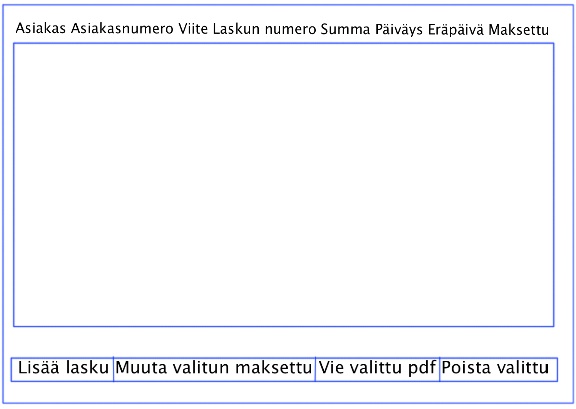 Asiakas Asiakasnumero Viite Laskun numero Summa Päiväys Eräpäivä Maksettu
Lisää lasku Muuta valitun maksettu Vie valittu pdf Poista valittu